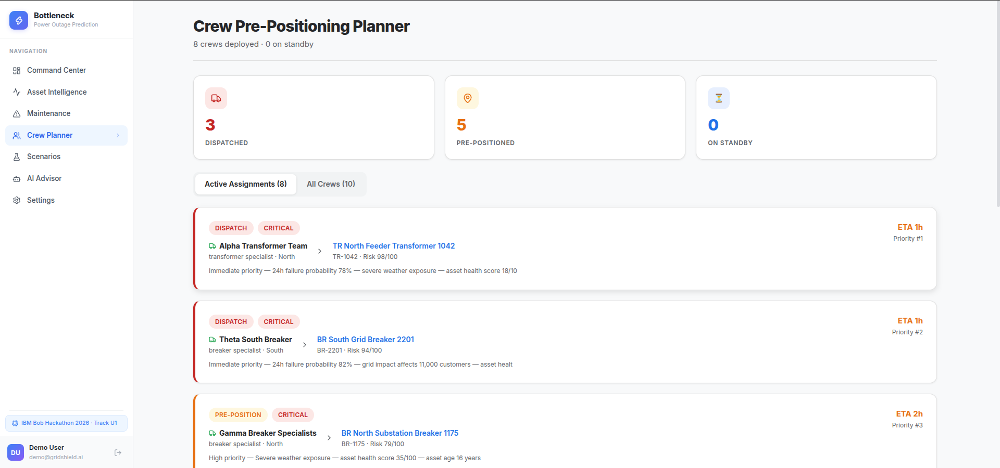 Bottleneck
Power Outage Prediction
NAVIGATION
Command Center
Asset Intelligence
Maintenance
Crew Planner
Scenarios
AI Advisor
Settings
IBM Bob Hackathon 2026 · Track U1
DU
Demo User
demo@gridshield.ai
Crew Pre-Positioning Planner
8 crews deployed · 0 on standby
3
DISPATCHED
5
PRE-POSITIONED
0
ON STANDBY
Active Assignments (8)
All Crews (10)
DISPATCH CRITICAL
ETA 1h
Priority #1
Alpha Transformer Team
transformer specialist · North
TR North Feeder Transformer 1042
TR-1042 · Risk 98/100
Immediate priority — 24h failure probability 78% — severe weather exposure — asset health score 18/10
DISPATCH CRITICAL
ETA 1h
Priority #2
Theta South Breaker
breaker specialist · South
BR South Grid Breaker 2201
BR-2201 · Risk 94/100
Immediate priority — 24h failure probability 82% — grid impact affects 11,000 customers — asset healt
PRE-POSITION CRITICAL
ETA 2h
Priority #3
Gamma Breaker Specialists
breaker specialist · North
BR North Substation Breaker 1175
BR-1175 · Risk 79/100
High priority — Severe weather exposure — asset health score 35/100 — asset age 16 years